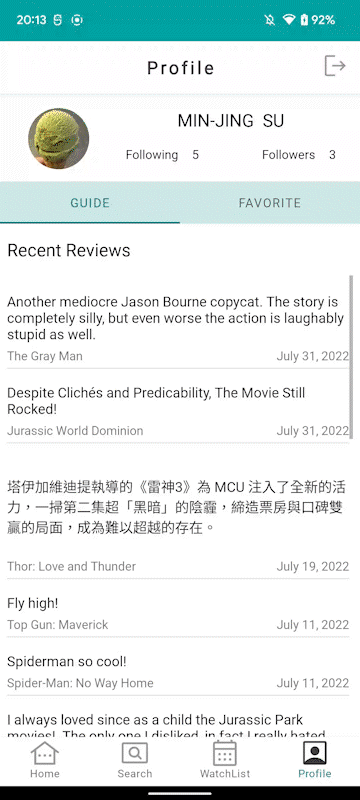 20:13 92%
Profile
MIN-JING SU
Following 5 Followers 3
GUIDE FAVORITE
Recent Reviews
Another mediocre Jason Bourne copycat. The story is
completely silly, but even worse the action is laughably
stupid as well.
The Gray Man July 31, 2022
Despite Clichés and Predicability, The Movie Still
Rocked!
Jurassic World Dominion July 31, 2022
塔伊加維迪提執導的《雷神3》為 MCU 注入了全新的活
力，一掃第二集超「黑暗」的陰霾，締造票房與口碑雙
贏的局面，成為難以超越的存在。
Thor: Love and Thunder July 19, 2022
Fly high!
Top Gun: Maverick July 11, 2022
Spiderman so cool!
Spider-Man: No Way Home July 11, 2022
I always loved since as a child the Jurassic Park
movies! The only one I disliked, in fact I really hated
Home Search WatchList Profile